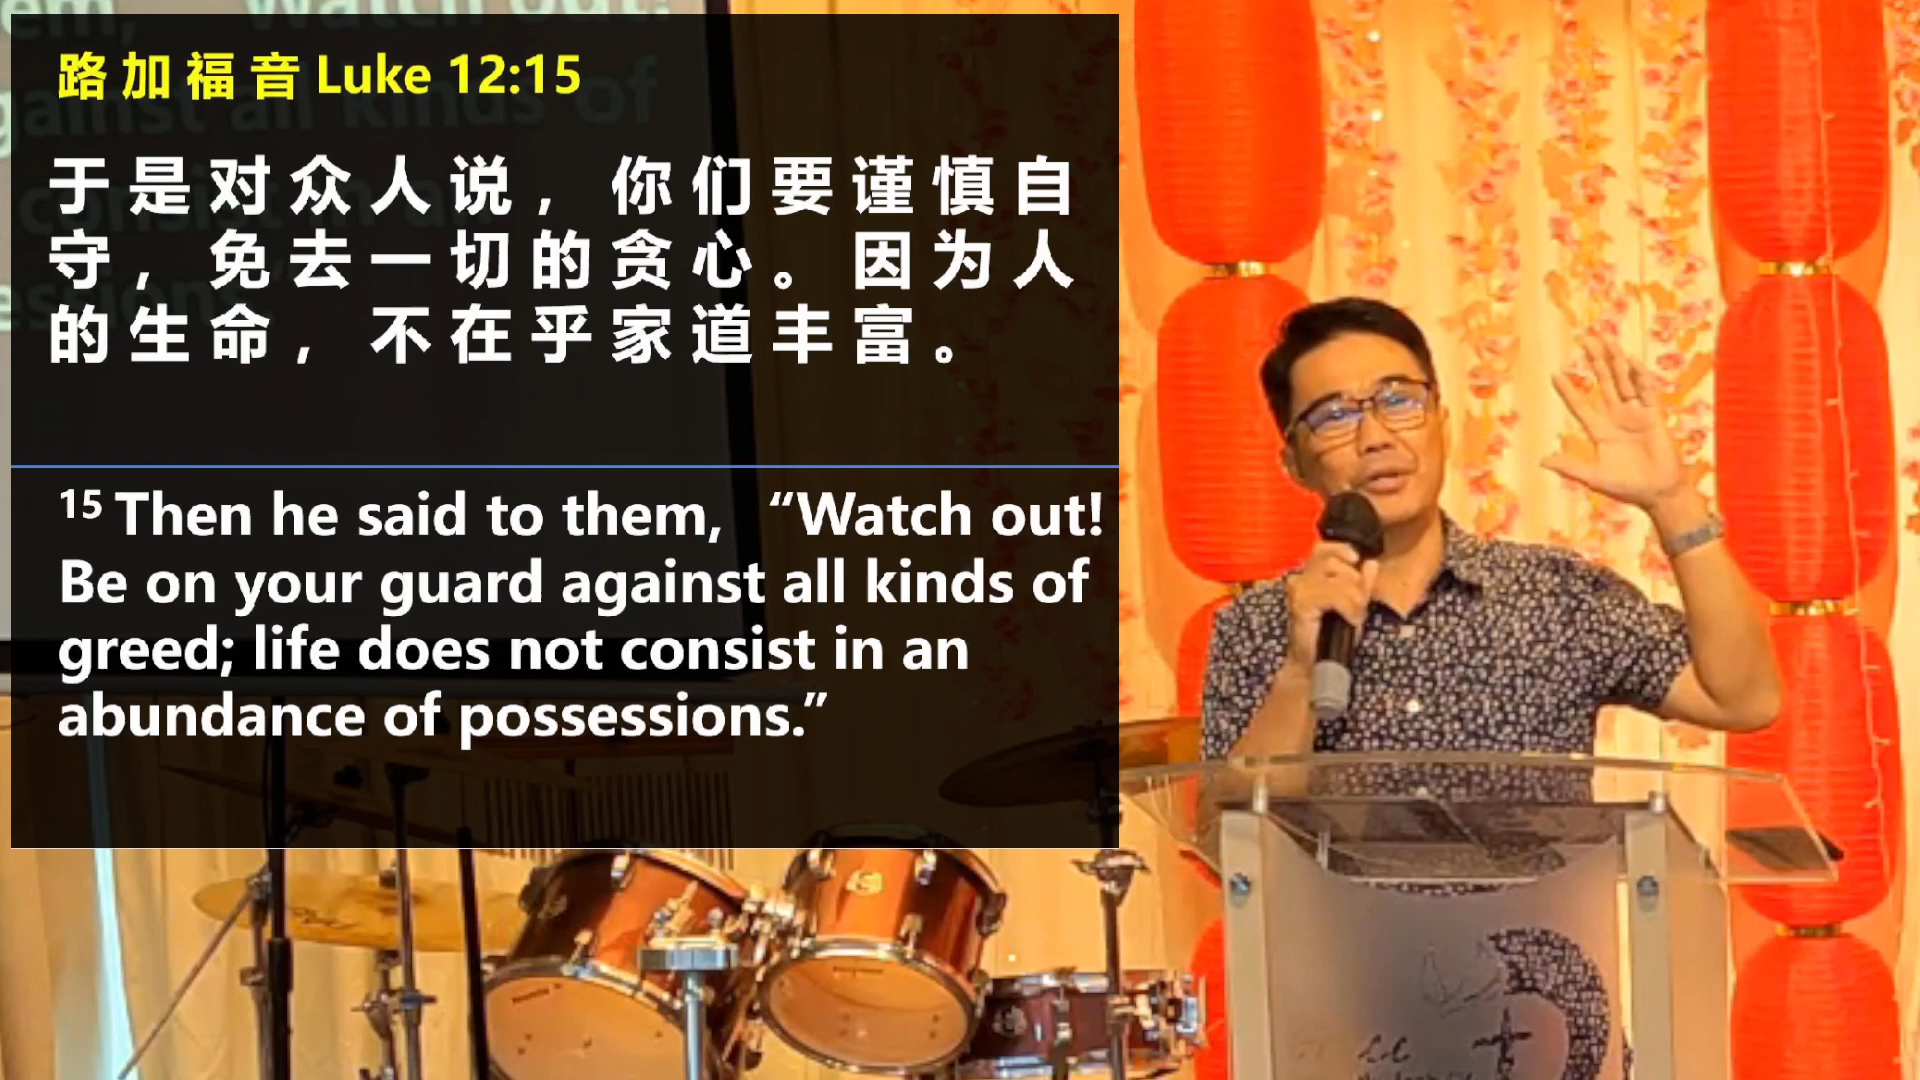 路加福音 Luke 12:15
于是对众人说，你们要谨慎自
守，免去一切的贪心。因为人
的生命，不在乎家道丰富。
15 Then he said to them, “Watch out!
Be on your guard against all kinds of
greed; life does not consist in an
abundance of possessions.”